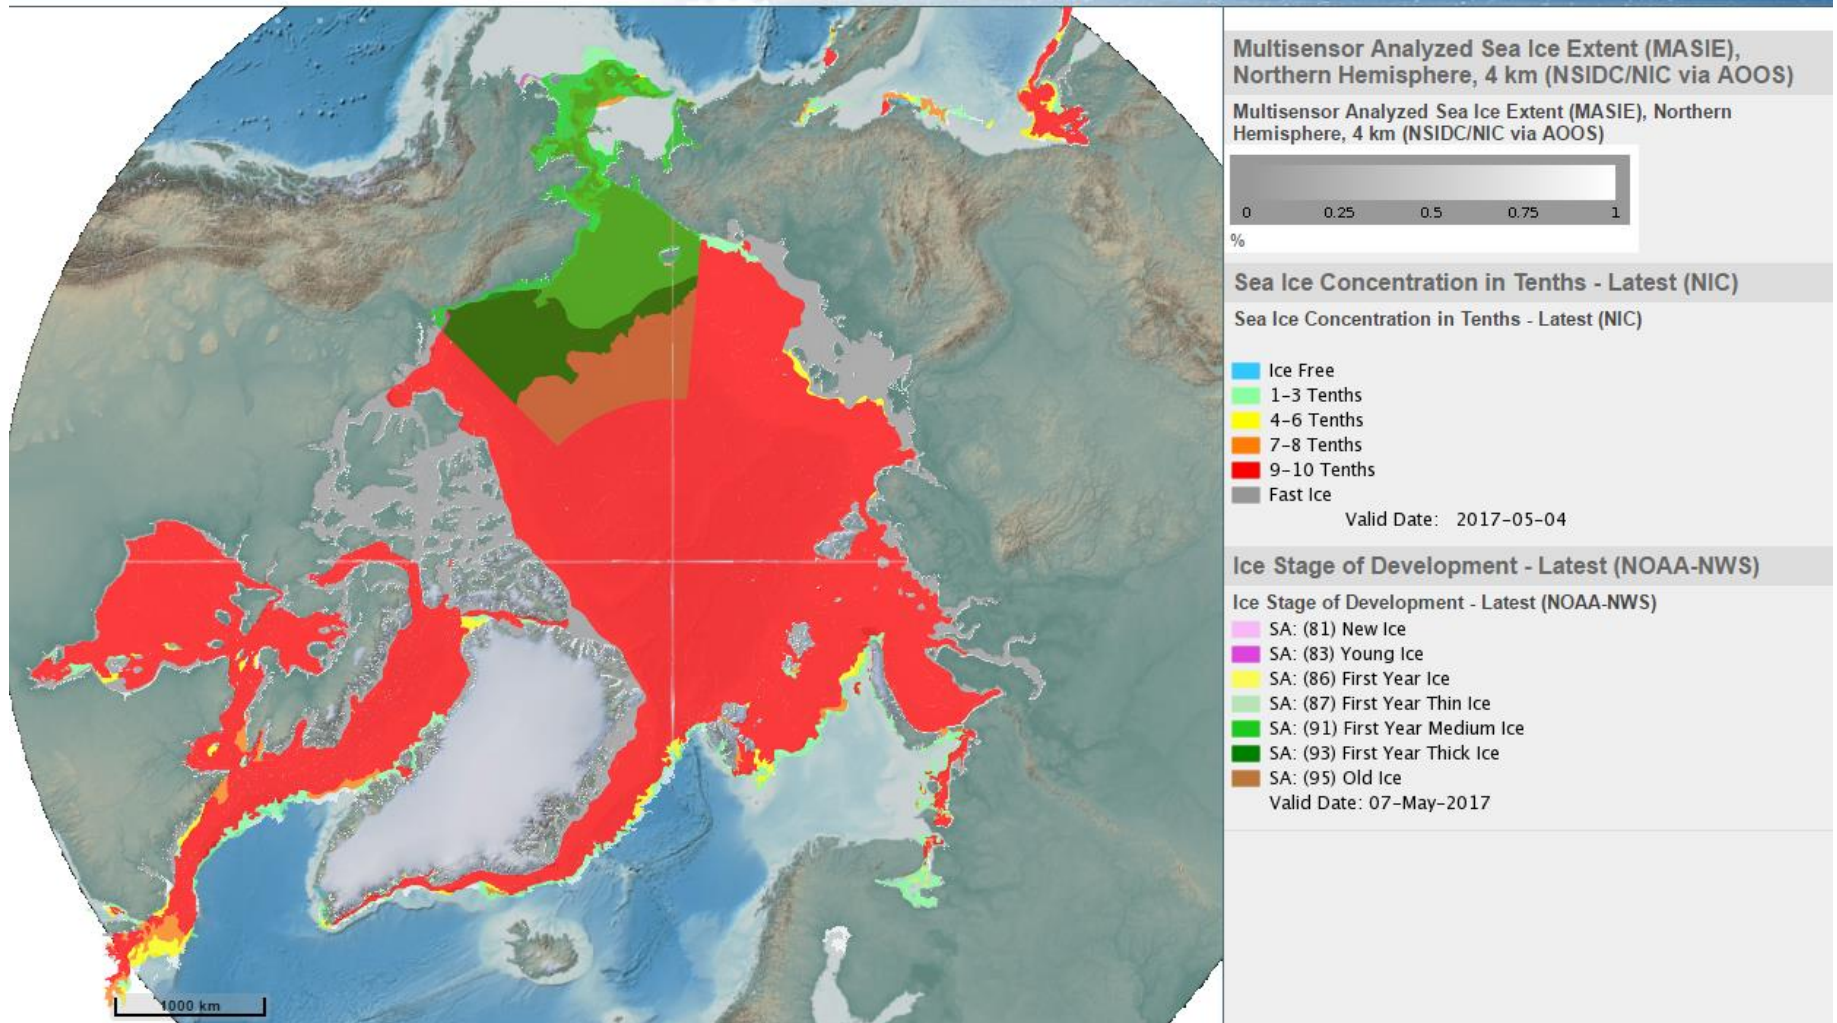 Multisensor Analyzed Sea Ice Extent (MASIE),
Northern Hemisphere, 4 km (NSIDC/NIC via AOOS)
Multisensor Analyzed Sea Ice Extent (MASIE), Northern
Hemisphere, 4 km (NSIDC/NIC via AOOS)
0 0.25 0.5 0.75 1
%
Sea Ice Concentration in Tenths - Latest (NIC)
Sea Ice Concentration in Tenths - Latest (NIC)
Ice Free
1-3 Tenths
4-6 Tenths
7-8 Tenths
9-10 Tenths
Fast Ice
Valid Date: 2017-05-04
Ice Stage of Development - Latest (NOAA-NWS)
Ice Stage of Development - Latest (NOAA-NWS)
SA: (81) New Ice
SA: (83) Young Ice
SA: (86) First Year Ice
SA: (87) First Year Thin Ice
SA: (91) First Year Medium Ice
SA: (93) First Year Thick Ice
SA: (95) Old Ice
Valid Date: 07-May-2017
1000 km